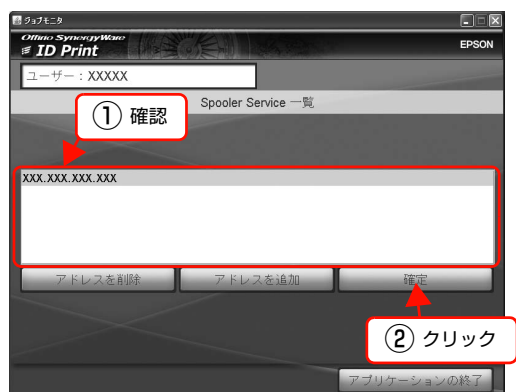 ジョブモニタ
Offirio SynergyWare
ID Print
EPSON
ユーザー：XXXXX
Spooler Service 一覧
① 確認
XXX.XXX.XXX.XXX
アドレスを削除 アドレスを追加 確定
② クリック
アプリケーションの終了